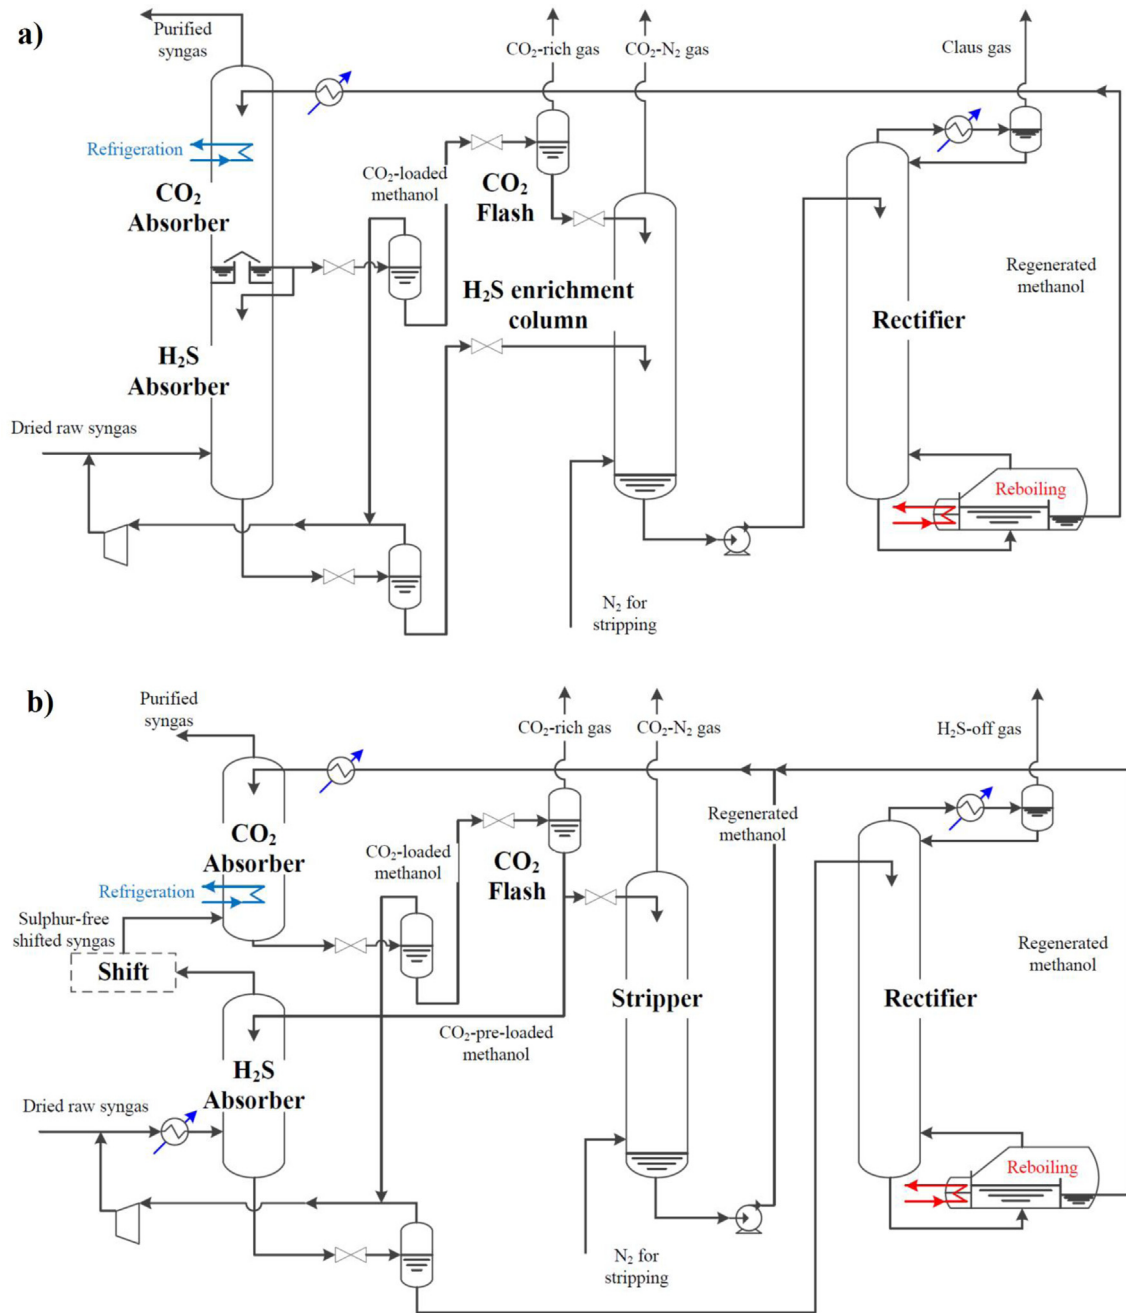 a)
Purified
syngas
CO₂-rich gas
CO₂-N₂ gas
Claus gas
Refrigeration
CO₂-loaded
methanol
CO₂
Absorber
CO₂
Flash
H₂S enrichment
column
Rectifier
Regenerated
methanol
H₂S
Absorber
Dried raw syngas
Reboiling
N₂ for
stripping
b)
Purified
syngas
CO₂-rich gas
CO₂-N₂ gas
H₂S-off gas
Regenerated
methanol
CO₂
Absorber
CO₂-loaded
methanol
CO₂
Flash
Refrigeration
Sulphur-free
shifted syngas
Shift
Stripper
Rectifier
Regenerated
methanol
CO₂-pre-loaded
methanol
H₂S
Absorber
Dried raw syngas
Reboiling
N₂ for
stripping